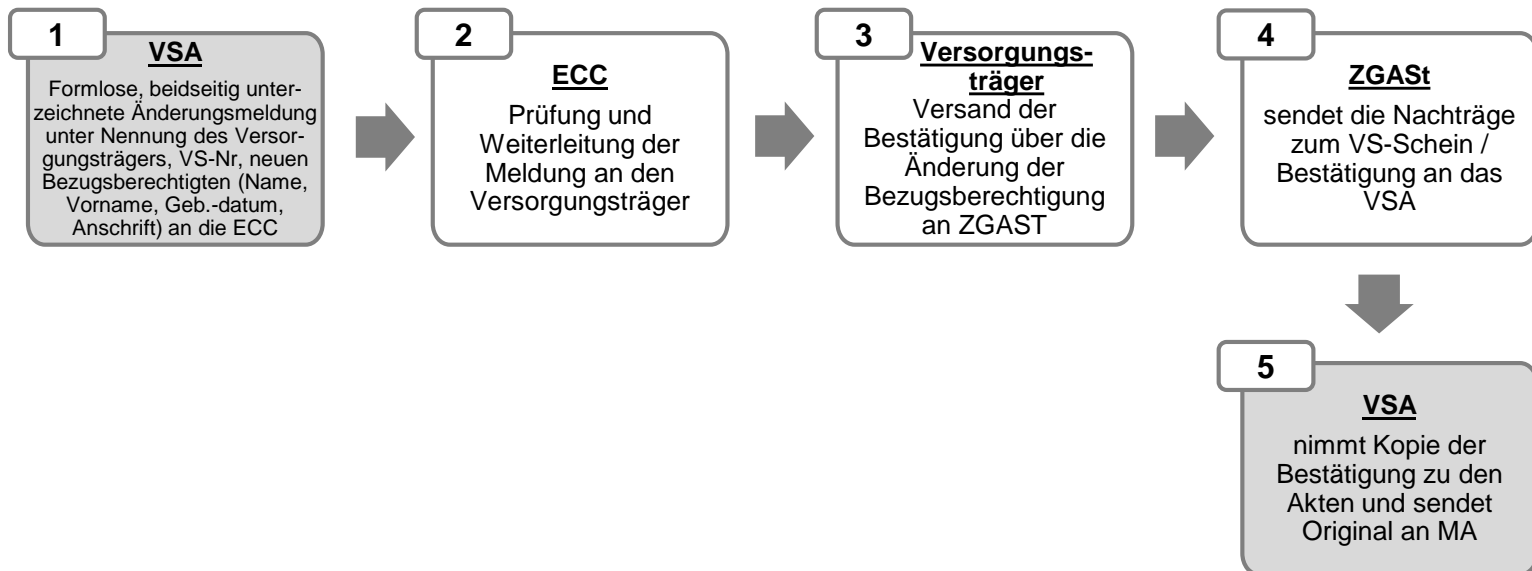 1
VSA
Formlose, beidseitig unter-
zeichnete Änderungsmeldung
unter Nennung des Versor-
gungsträgers, VS-Nr, neuen
Bezugsberechtigten (Name,
Vorname, Geb.-datum,
Anschrift) an die ECC
2
ECC
Prüfung und
Weiterleitung der
Meldung an den
Versorgungsträger
3
Versorgungs-
träger
Versand der
Bestätigung über die
Änderung der
Bezugsberechtigung
an ZGAST
4
ZGASt
sendet die Nachträge
zum VS-Schein /
Bestätigung an das
VSA
5
VSA
nimmt Kopie der
Bestätigung zu den
Akten und sendet
Original an MA